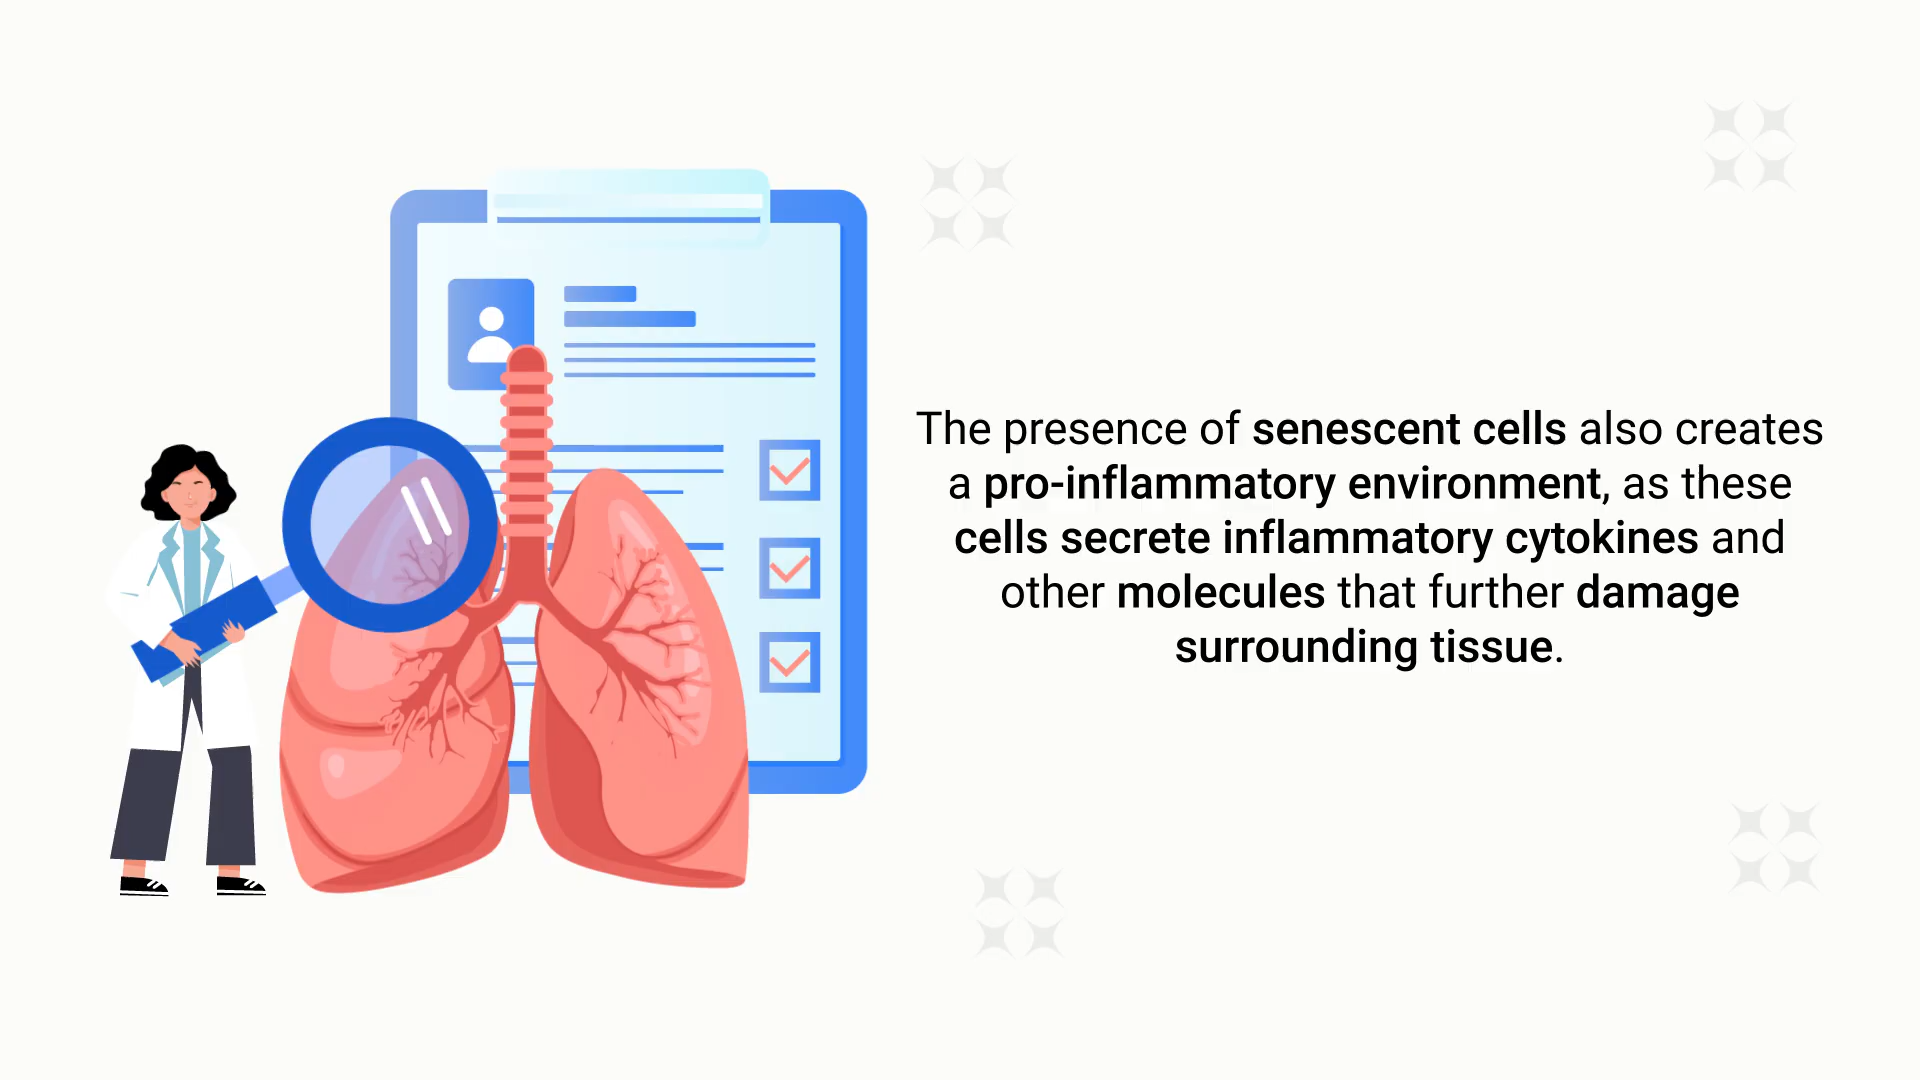 The presence of senescent cells also creates
a pro-inflammatory environment, as these
cells secrete inflammatory cytokines and
other molecules that further damage
surrounding tissue.